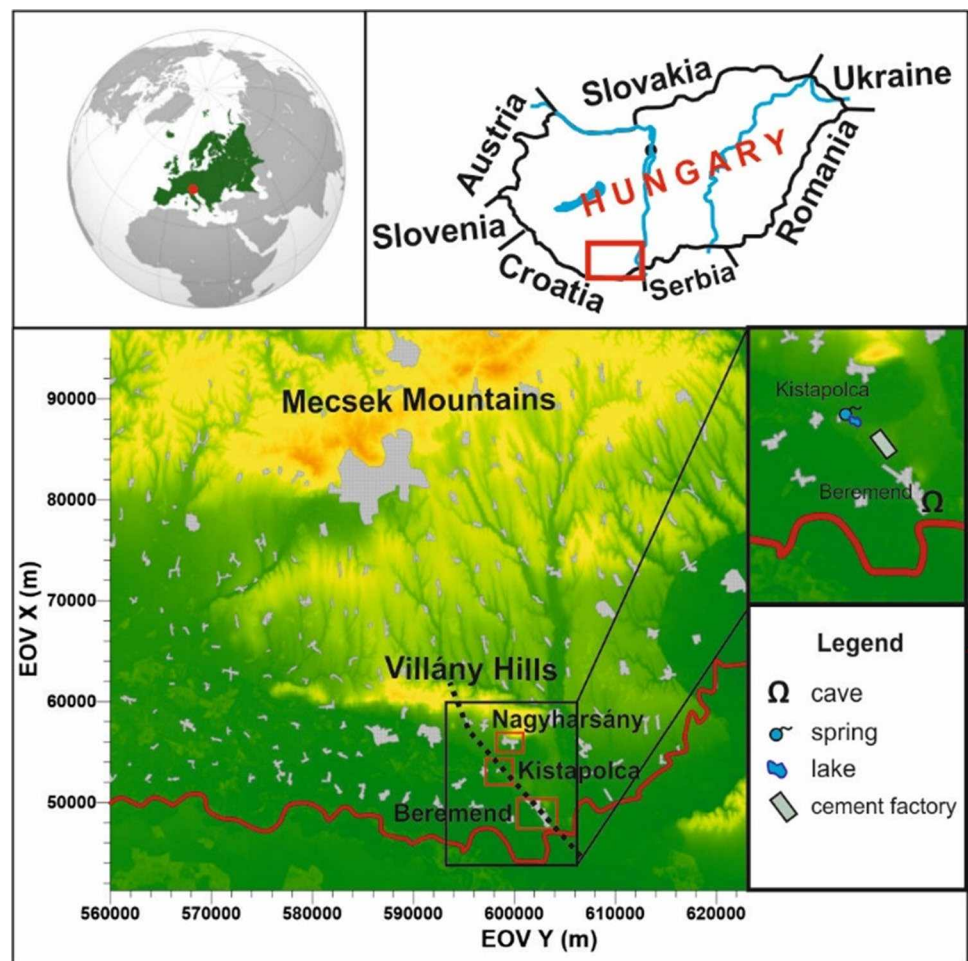 Slovakia
Ukraine
Austria
HUNGARY
Romania
Slovenia
Croatia
Serbia
Mecsek Mountains
Villány Hills
Nagyharsány
Kistapolca
Beremend
EOV X (m)
90000
80000
70000
60000
50000
560000 570000 580000 590000 600000 610000 620000
EOV Y (m)
Kistapolca
Beremend
Ω
Legend
Ω cave
spring
lake
cement factory